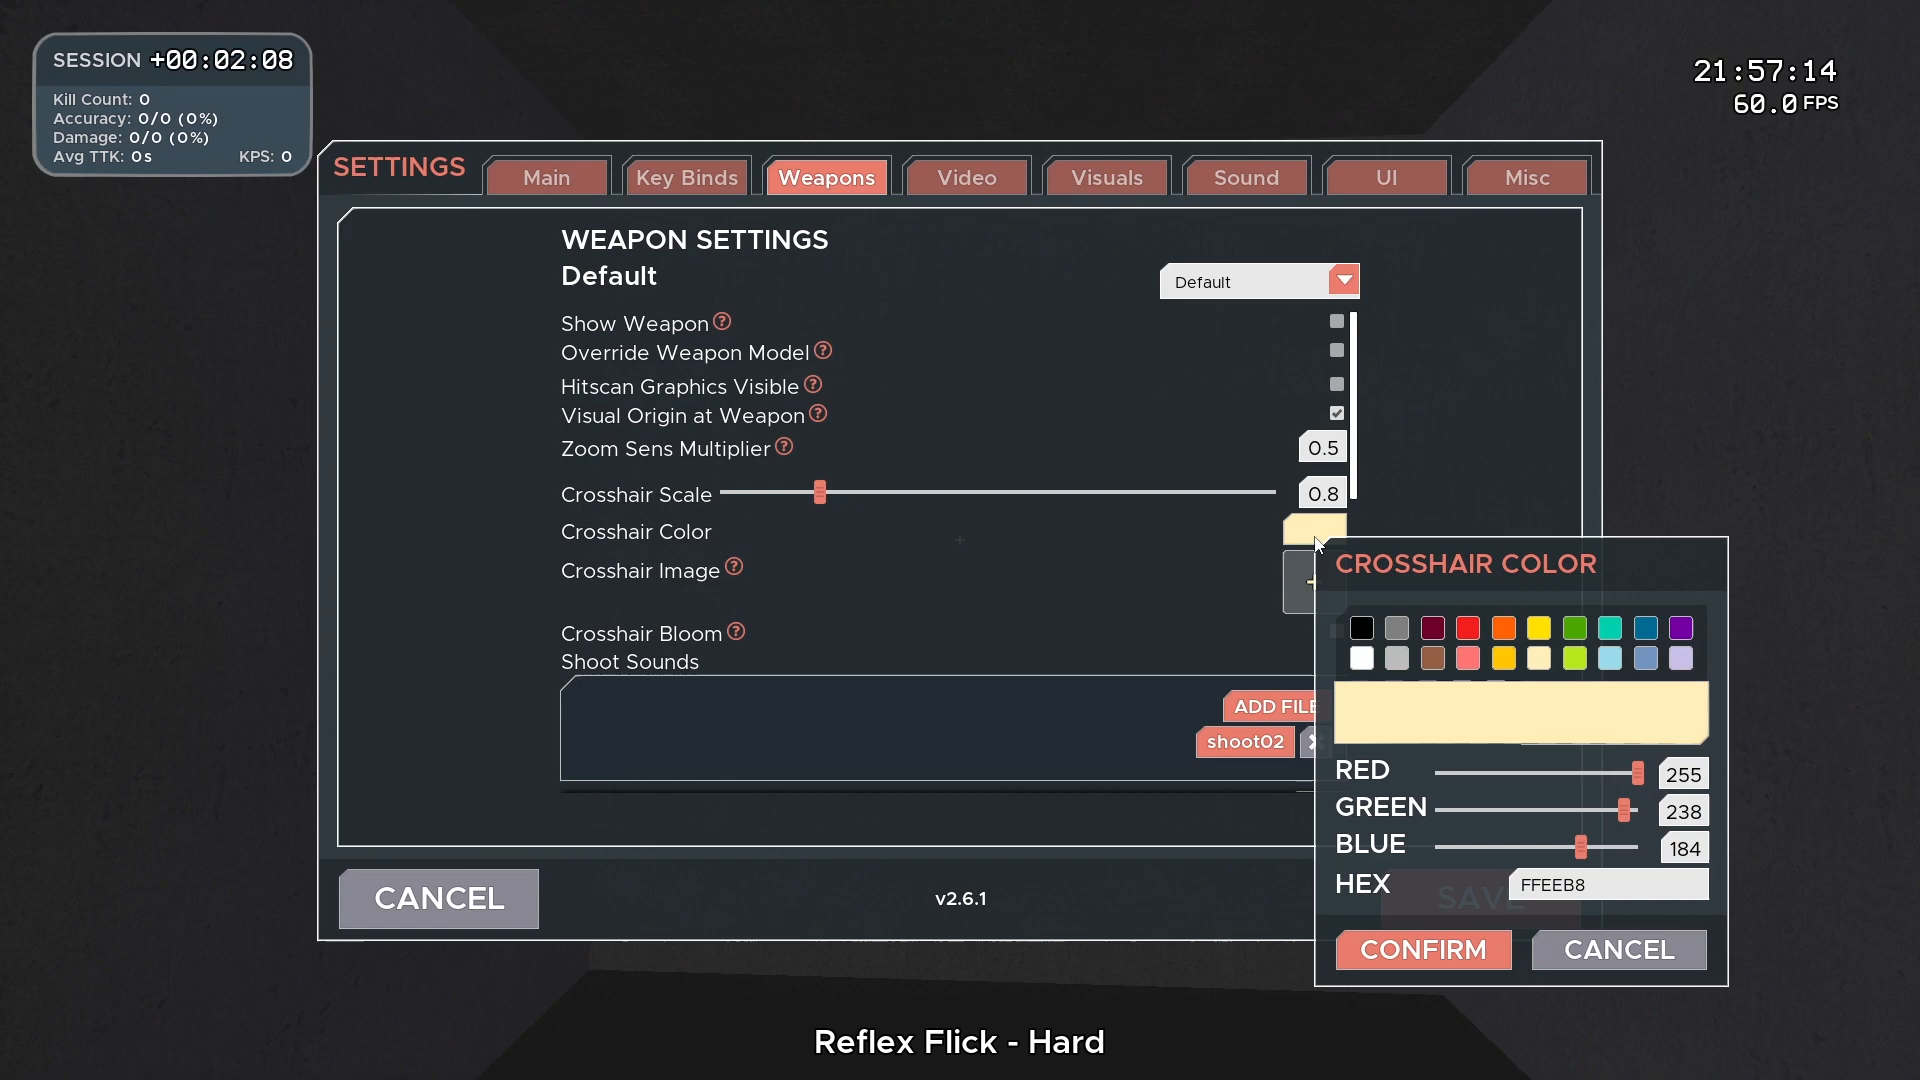 SESSION +00:02:08
Kill Count: 0
Accuracy: 0/0 (0%)
Damage: 0/0 (0%)
Avg TTK: 0s KPS: 0
21:57:14
60.0 FPS
SETTINGS
Main
Key Binds
Weapons
Video
Visuals
Sound
UI
Misc
WEAPON SETTINGS
Default
Default
Show Weapon ?
Override Weapon Model ?
Hitscan Graphics Visible ?
Visual Origin at Weapon ?
Zoom Sens Multiplier ? 0.5
Crosshair Scale 0.8
Crosshair Color
Crosshair Image ?
Crosshair Bloom ?
Shoot Sounds
ADD FILE
shoot02
CROSSHAIR COLOR
RED 255
GREEN 238
BLUE 184
HEX FFEEB8
CONFIRM
CANCEL
CANCEL
v2.6.1
SAVE
Reflex Flick - Hard